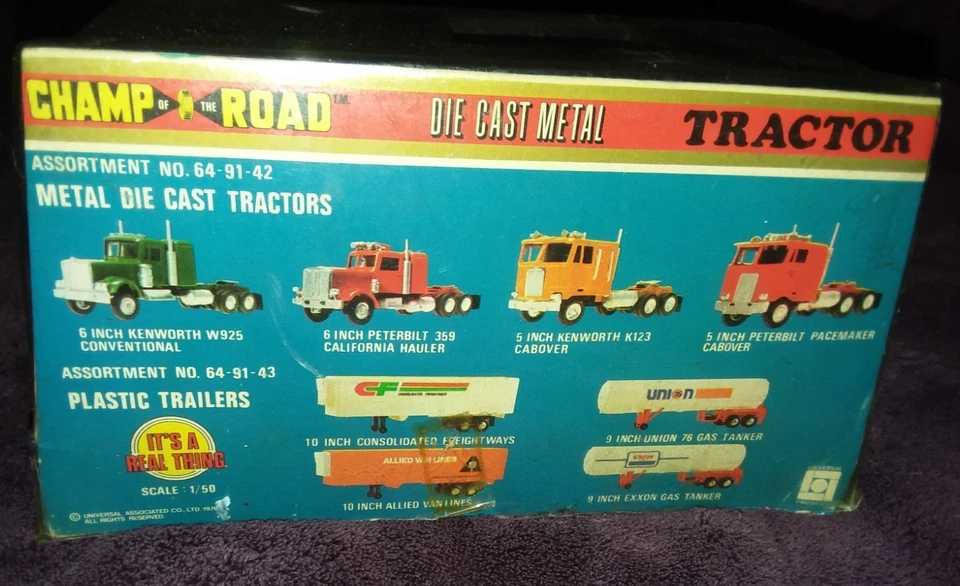 CHAMP OF THE ROAD T.M.
DIE CAST METAL
TRACTOR
ASSORTMENT NO. 64-91-42
METAL DIE CAST TRACTORS
6 INCH KENWORTH W925
CONVENTIONAL
6 INCH PETERBILT 359
CALIFORNIA HAULER
5 INCH KENWORTH K123
CABOVER
5 INCH PETERBILT PACEMAKER
CABOVER
ASSORTMENT NO. 64-91-43
PLASTIC TRAILERS
CF
CONSOLIDATED FREIGHTWAYS
10 INCH CONSOLIDATED FREIGHTWAYS
union 76
9 INCH UNION 76 GAS TANKER
IT'S A
REAL THING.
SCALE : 1/50
ALLIED VAN LINES
10 INCH ALLIED VAN LINES
EXXON
9 INCH EXXON GAS TANKER
UNIVERSAL
© UNIVERSAL ASSOCIATED CO., LTD.
ALL RIGHTS RESERVED.